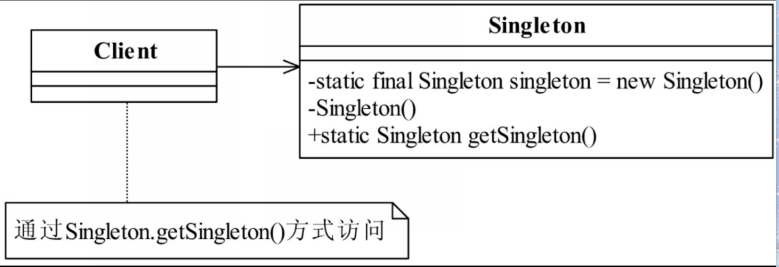 Client
Singleton
-static final Singleton singleton = new Singleton()
-Singleton()
+static Singleton getSingleton()
通过Singleton.getSingleton()方式访问